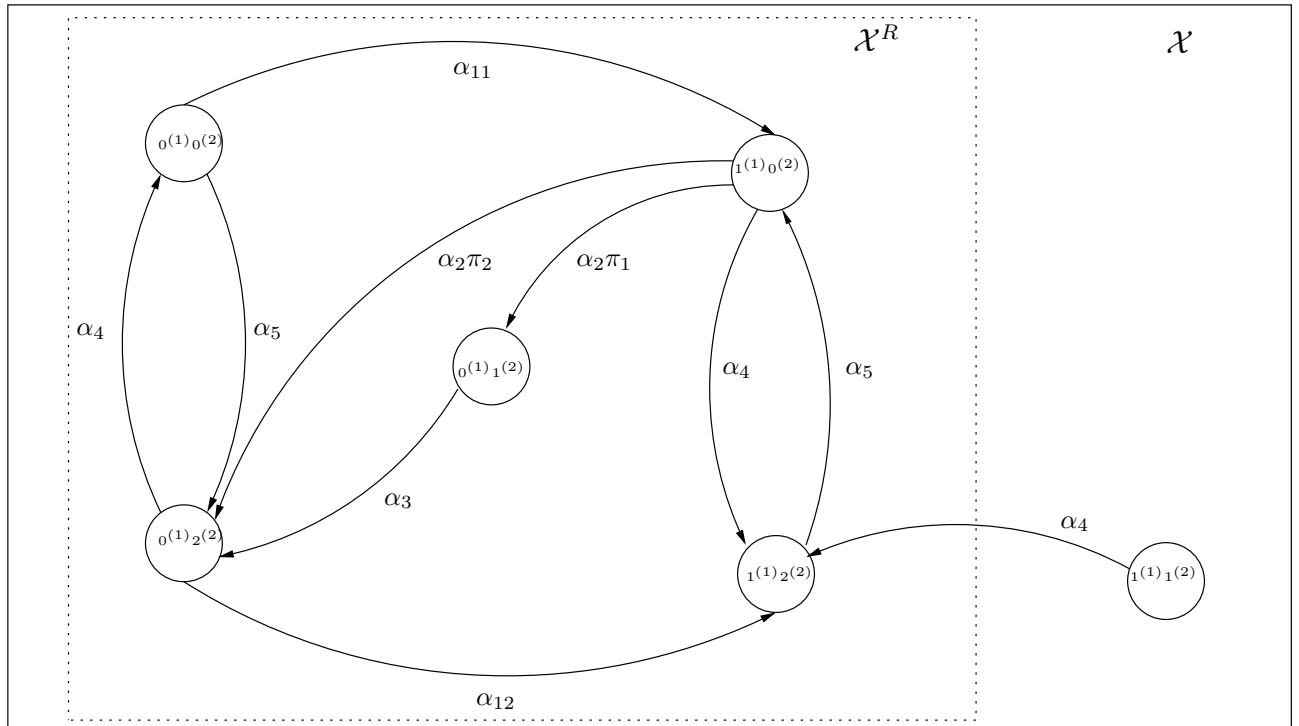 𝒳^R 𝒳
α₁₁
0⁽¹⁾0⁽²⁾
1⁽¹⁾0⁽²⁾
α₂π₂ α₂π₁
α₄ α₅
α₄ α₅
0⁽¹⁾1⁽²⁾
α₃
α₄
0⁽¹⁾2⁽²⁾
1⁽¹⁾2⁽²⁾
1⁽¹⁾1⁽²⁾
α₁₂